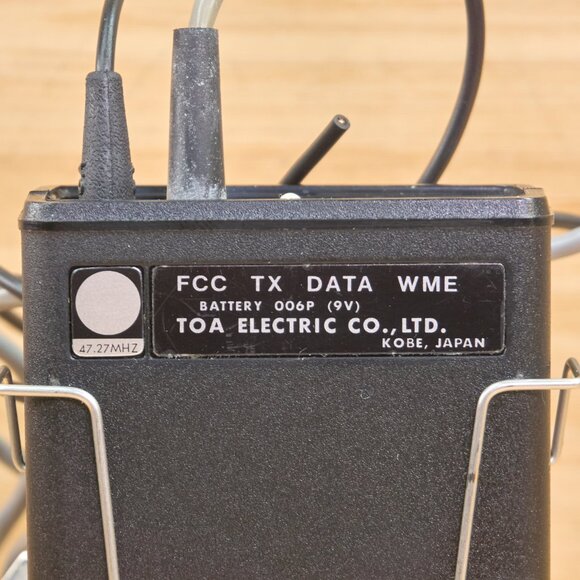 FCC TX DATA WME
BATTERY 006P (9V)
TOA ELECTRIC CO.,LTD.
KOBE, JAPAN
47.27MHZ